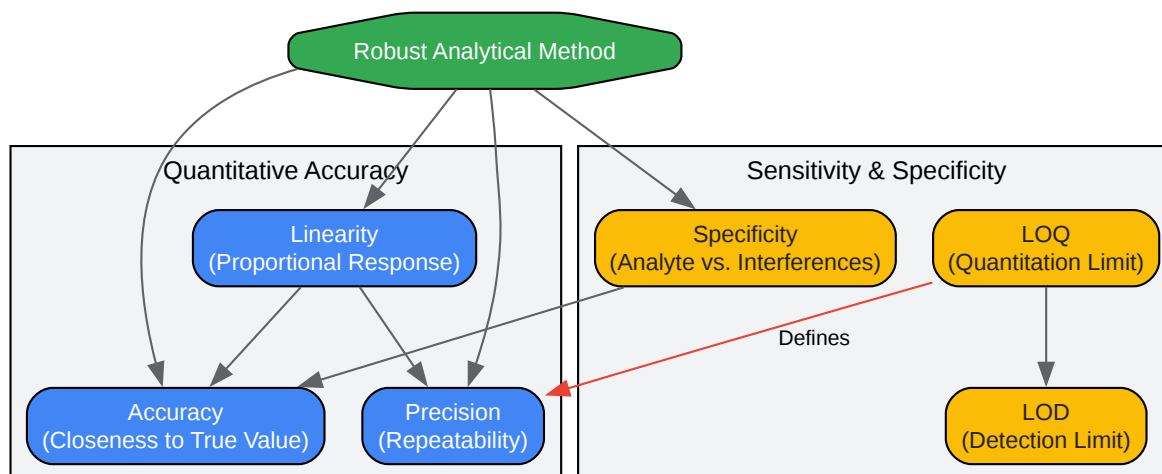 Robust Analytical Method
Quantitative Accuracy
Sensitivity & Specificity
Linearity
(Proportional Response)
Specificity
(Analyte vs. Interferences)
LOQ
(Quantitation Limit)
Defines
Accuracy
(Closeness to True Value)
Precision
(Repeatability)
LOD
(Detection Limit)